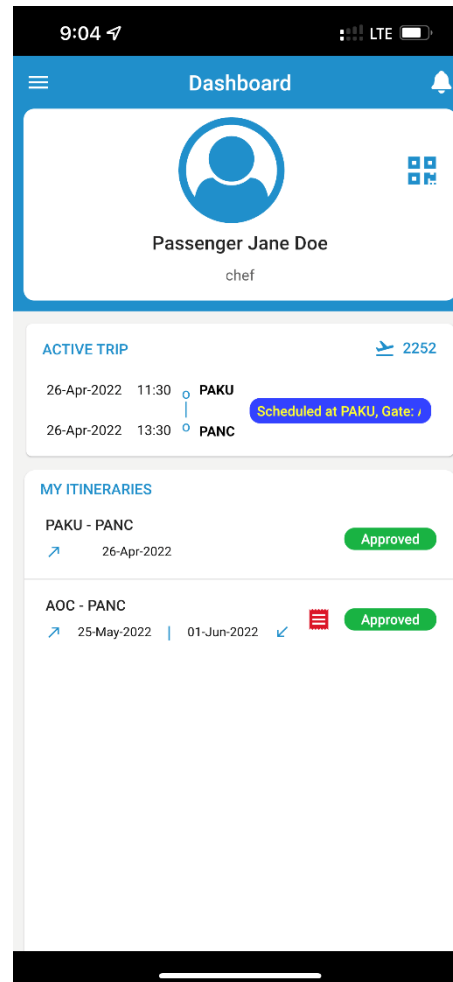 9:04
LTE
Dashboard
Passenger Jane Doe
chef
ACTIVE TRIP 2252
26-Apr-2022 11:30 PAKU
Scheduled at PAKU, Gate:
26-Apr-2022 13:30 PANC
MY ITINERARIES
PAKU - PANC
Approved
26-Apr-2022
AOC - PANC
Approved
25-May-2022 | 01-Jun-2022